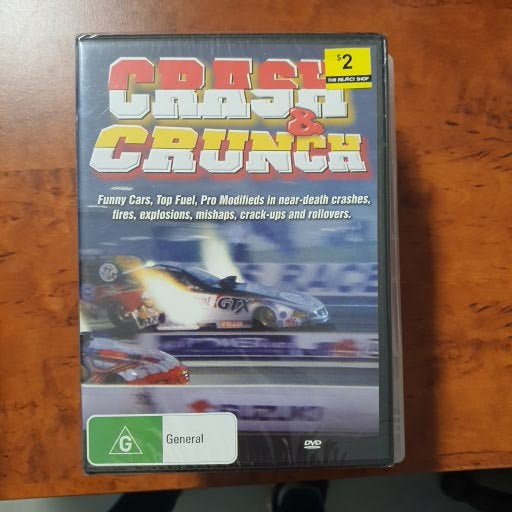 $2
THE REJECT SHOP
CRASH
&
CRUNCH
Funny Cars, Top Fuel, Pro Modifieds in near-death crashes,
fires, explosions, mishaps, crack-ups and rollovers.
RACE
GTX
SUZUKI
G
General
DVD